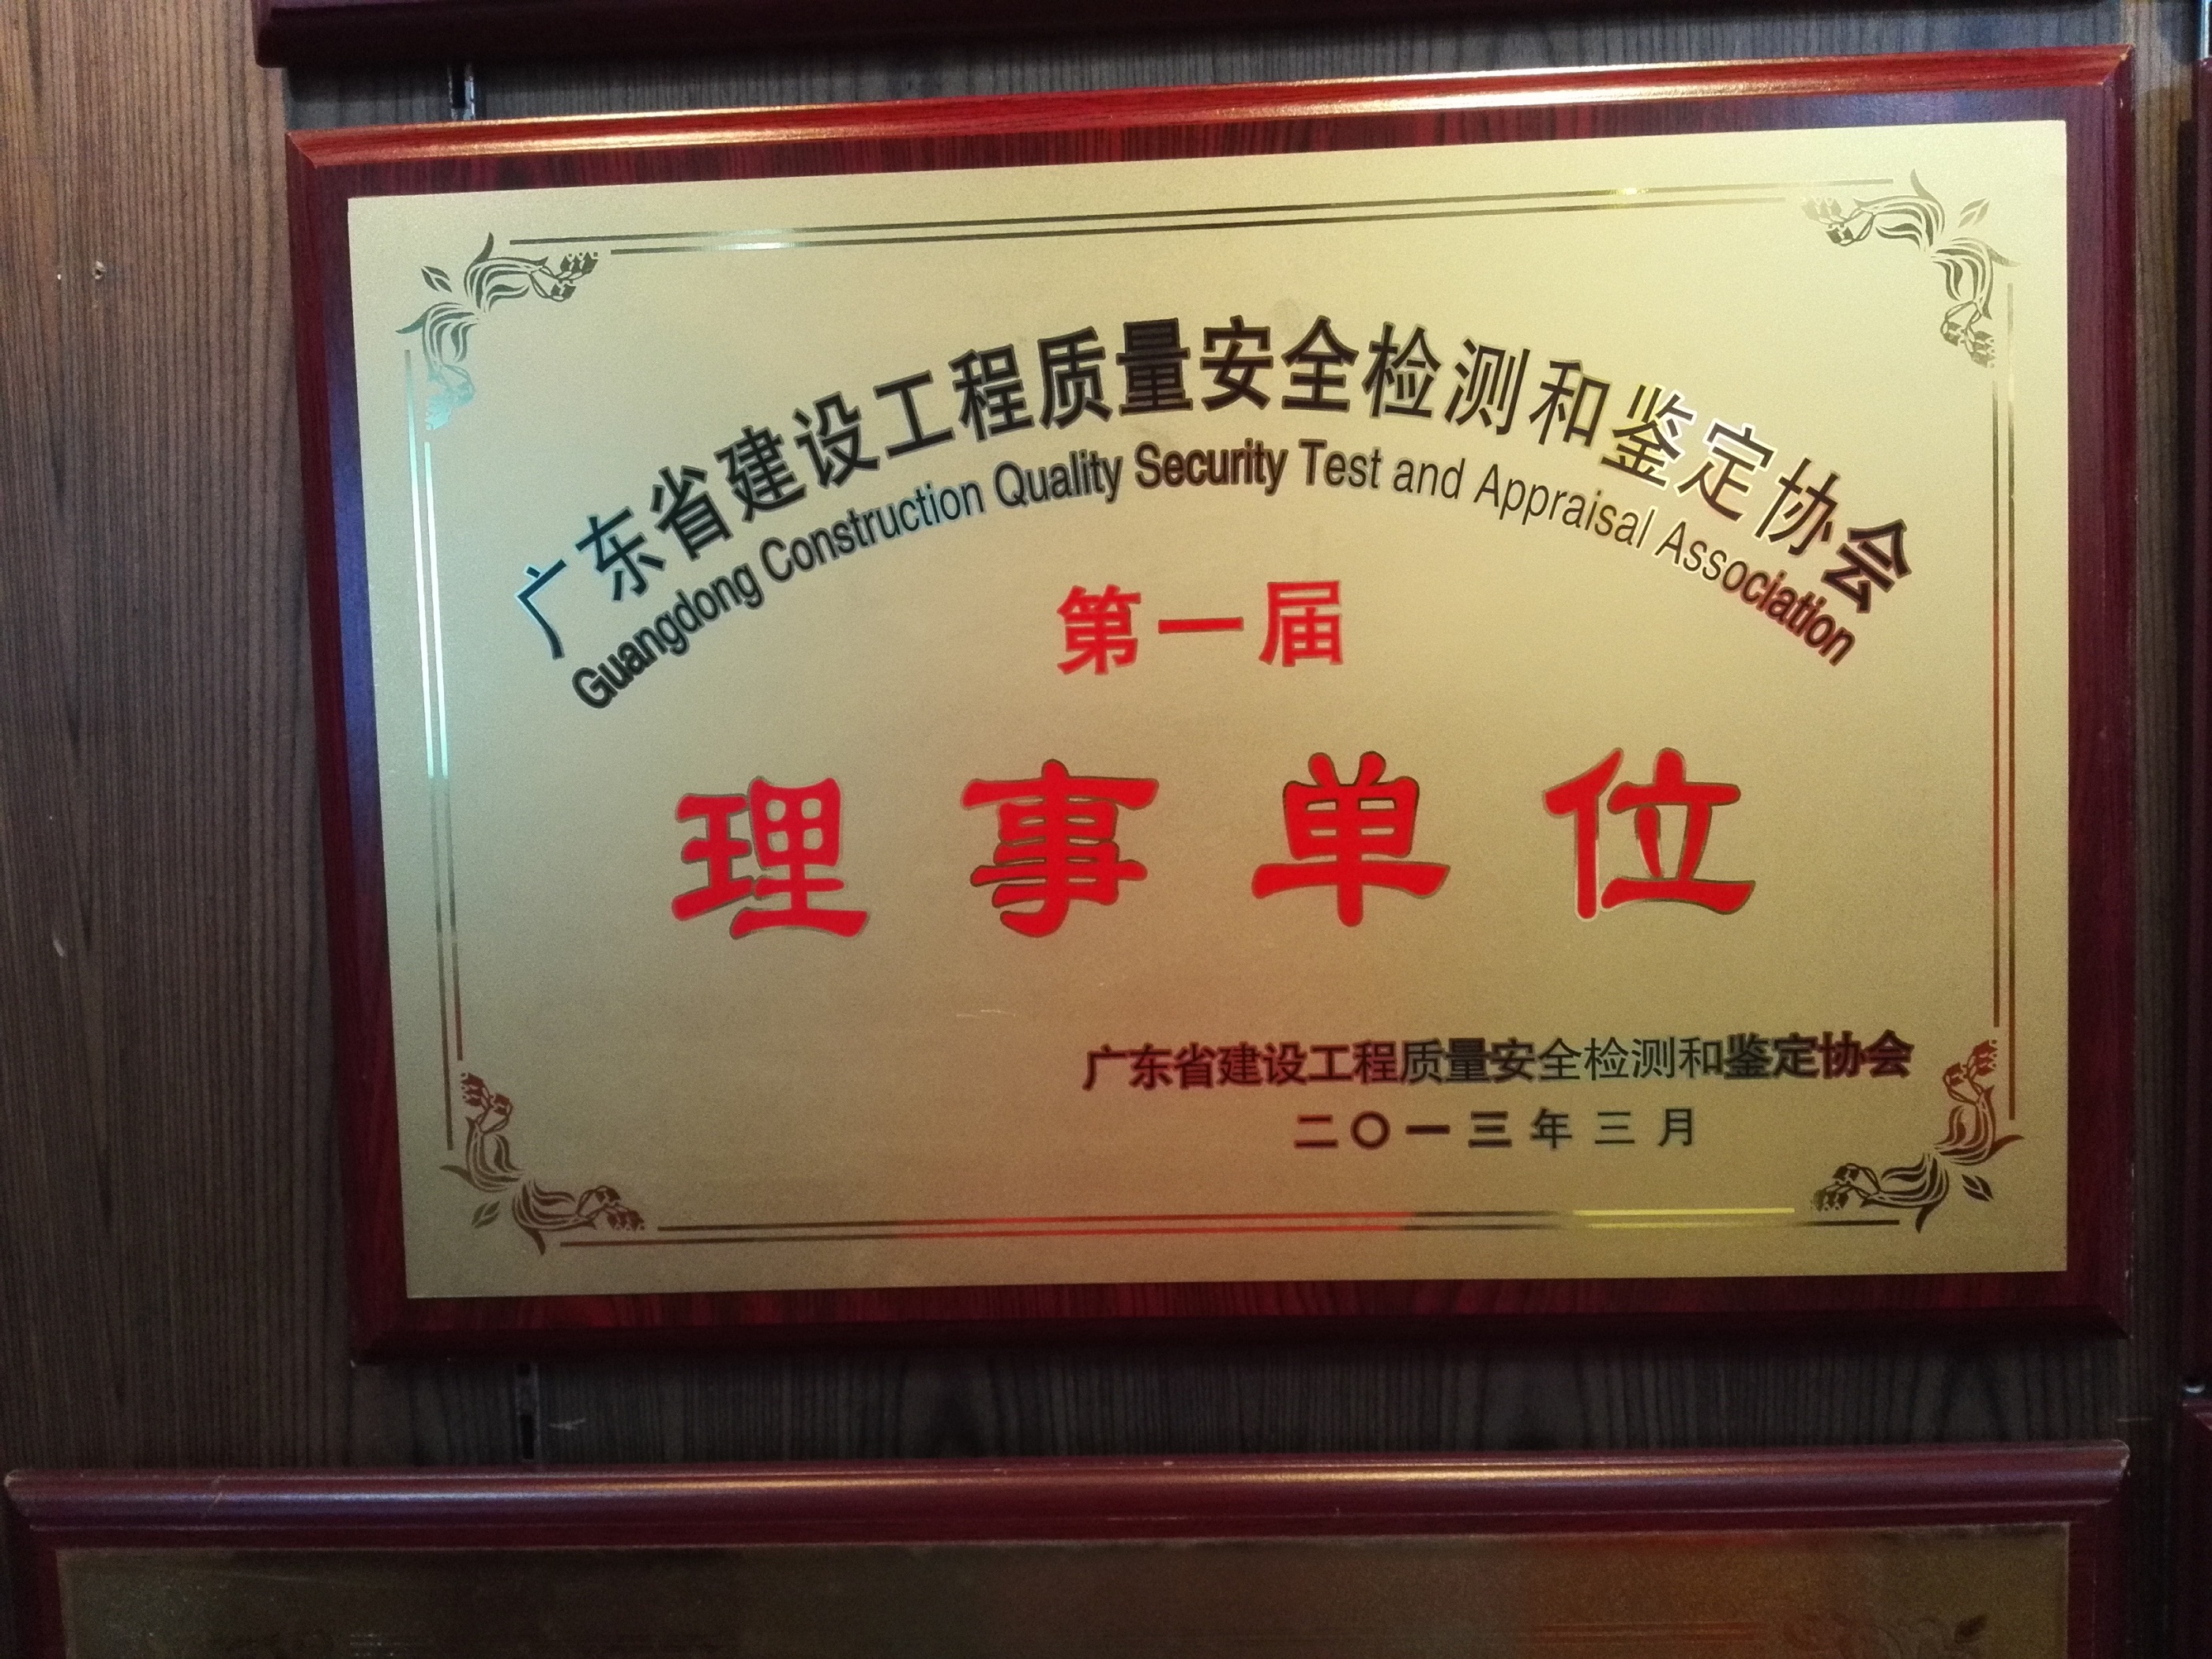 广东省建设工程质量安全检测和鉴定协会
Guangdong Construction Quality Security Test and Appraisal Association
第一届
理事单位
广东省建设工程质量安全检测和鉴定协会
二〇一三年三月